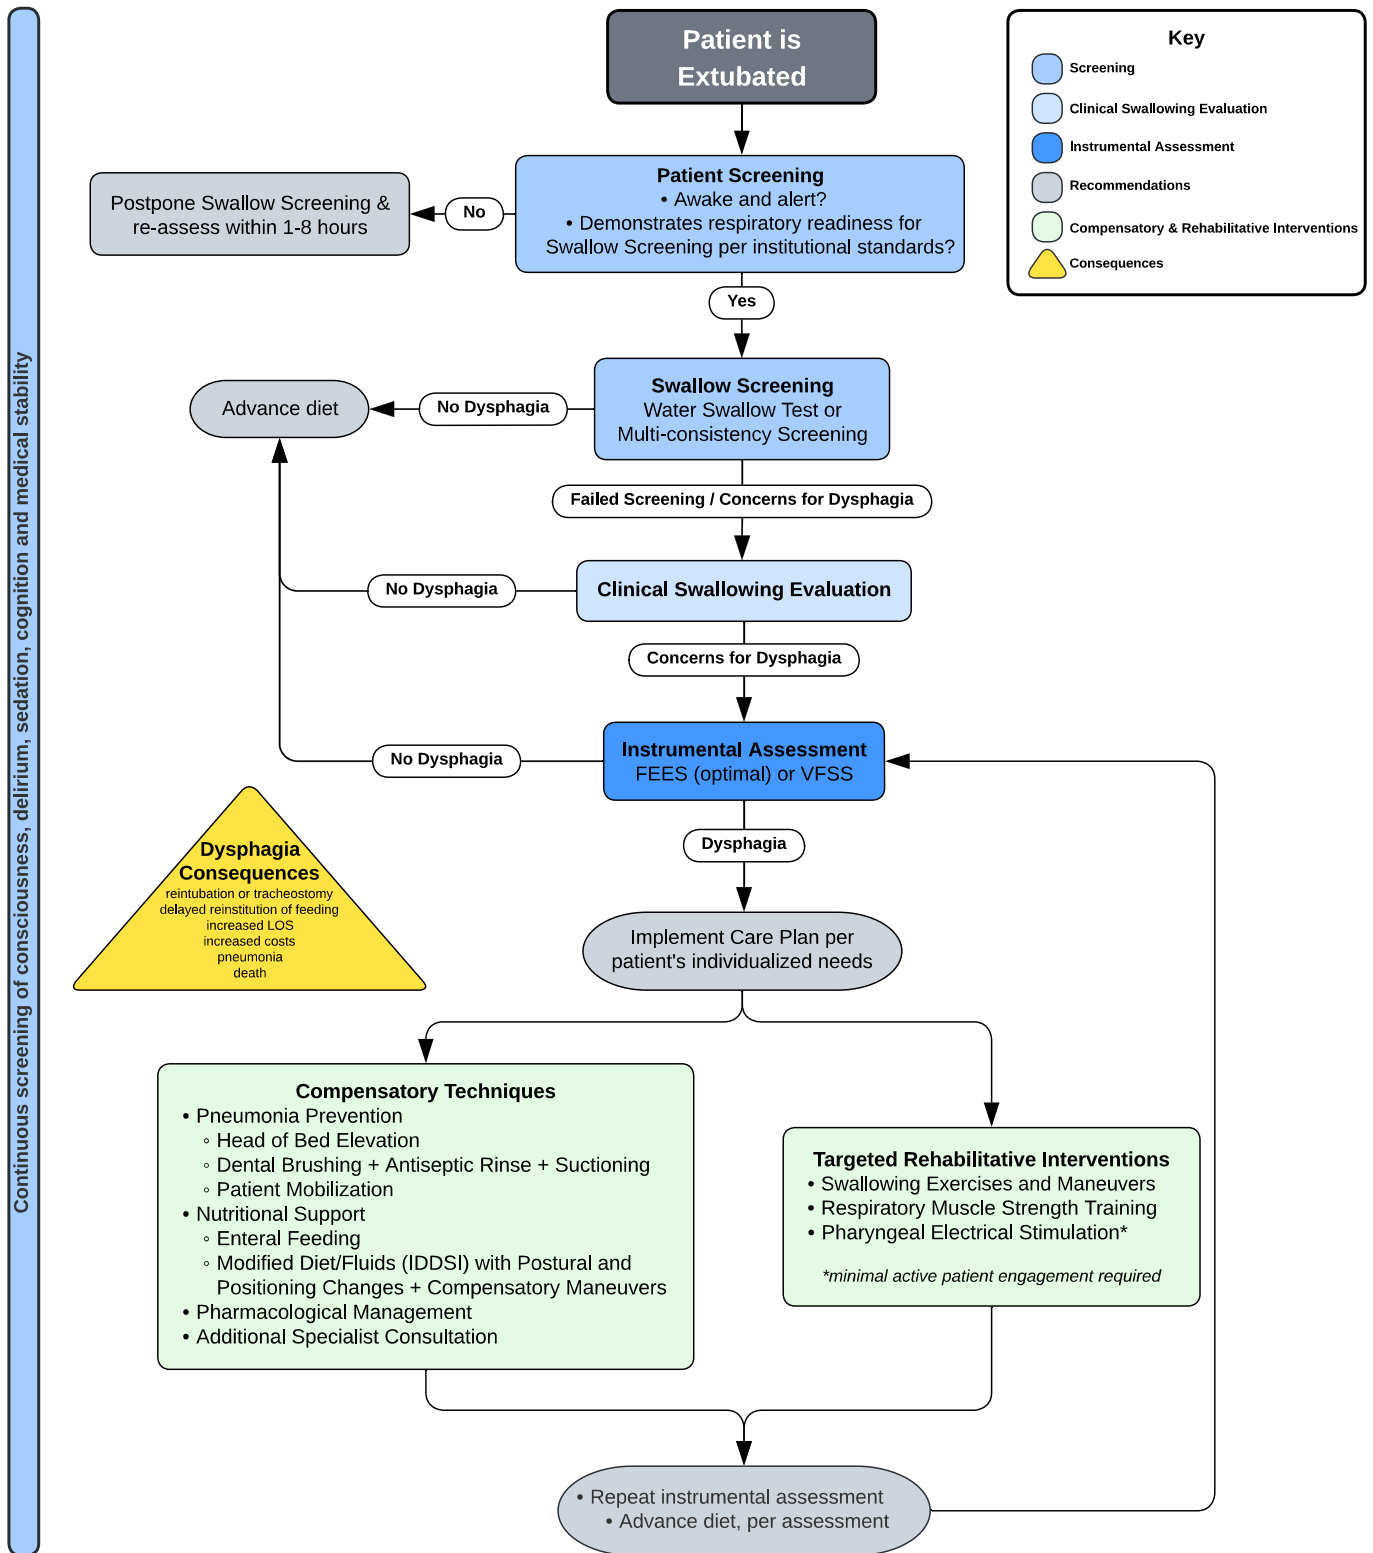 Patient is
Extubated
Key
Screening
Clinical Swallowing Evaluation
Instrumental Assessment
Recommendations
Compensatory & Rehabilitative Interventions
Consequences
Patient Screening
• Awake and alert?
• Demonstrates respiratory readiness for
Swallow Screening per institutional standards?
No
Postpone Swallow Screening &
re-assess within 1-8 hours
Yes
Swallow Screening
Water Swallow Test or
Multi-consistency Screening
No Dysphagia
Advance diet
Failed Screening / Concerns for Dysphagia
Clinical Swallowing Evaluation
No Dysphagia
Concerns for Dysphagia
Instrumental Assessment
FEES (optimal) or VFSS
No Dysphagia
Dysphagia
Dysphagia
Consequences
reintubation or tracheostomy
delayed reinstitution of feeding
increased LOS
increased costs
pneumonia
death
Implement Care Plan per
patient's individualized needs
Compensatory Techniques
• Pneumonia Prevention
◦ Head of Bed Elevation
◦ Dental Brushing + Antiseptic Rinse + Suctioning
◦ Patient Mobilization
• Nutritional Support
◦ Enteral Feeding
◦ Modified Diet/Fluids (IDDSI) with Postural and
Positioning Changes + Compensatory Maneuvers
• Pharmacological Management
• Additional Specialist Consultation
Targeted Rehabilitative Interventions
• Swallowing Exercises and Maneuvers
• Respiratory Muscle Strength Training
• Pharyngeal Electrical Stimulation*
*minimal active patient engagement required
• Repeat instrumental assessment
• Advance diet, per assessment
Continuous screening of consciousness, delirium, sedation, cognition and medical stability